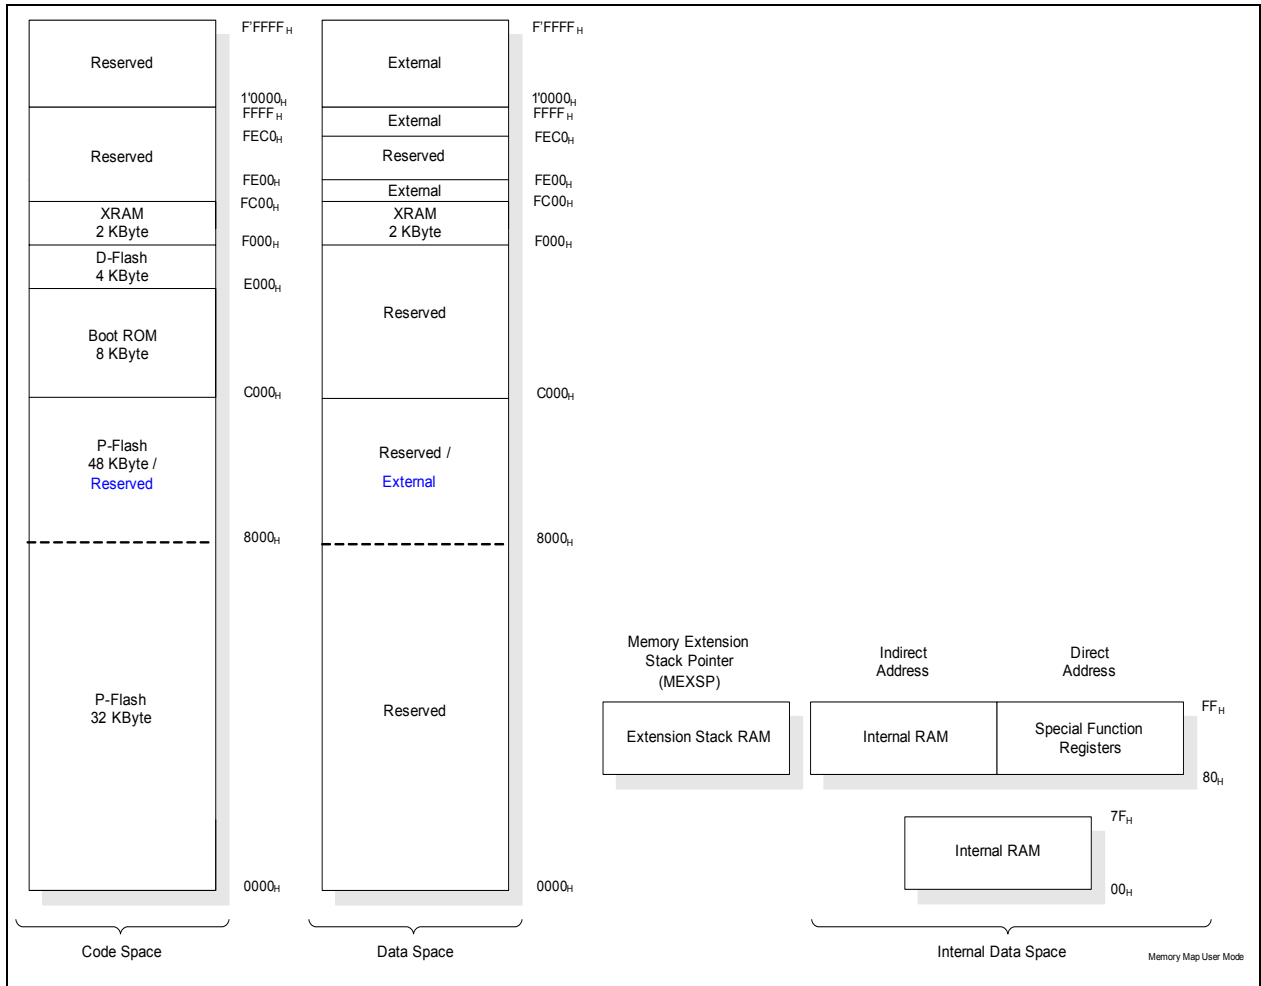 F'FFFFH
Reserved
1'0000H
FFFFH
FEC0H
Reserved
FE00H
FC00H
XRAM
2 KByte
F000H
D-Flash
4 KByte
E000H
Boot ROM
8 KByte
C000H
P-Flash
48 KByte /
Reserved
8000H
P-Flash
32 KByte
0000H
Code Space
F'FFFFH
External
1'0000H
FFFFH
External
FEC0H
Reserved
FE00H
External
FC00H
XRAM
2 KByte
F000H
Reserved
C000H
Reserved /
External
8000H
Reserved
0000H
Data Space
Memory Extension
Stack Pointer
(MEXSP)
Extension Stack RAM
Indirect
Address
Internal RAM
Direct
Address
Special Function
Registers
FFH
80H
7FH
Internal RAM
00H
Internal Data Space
Memory Map User Mode